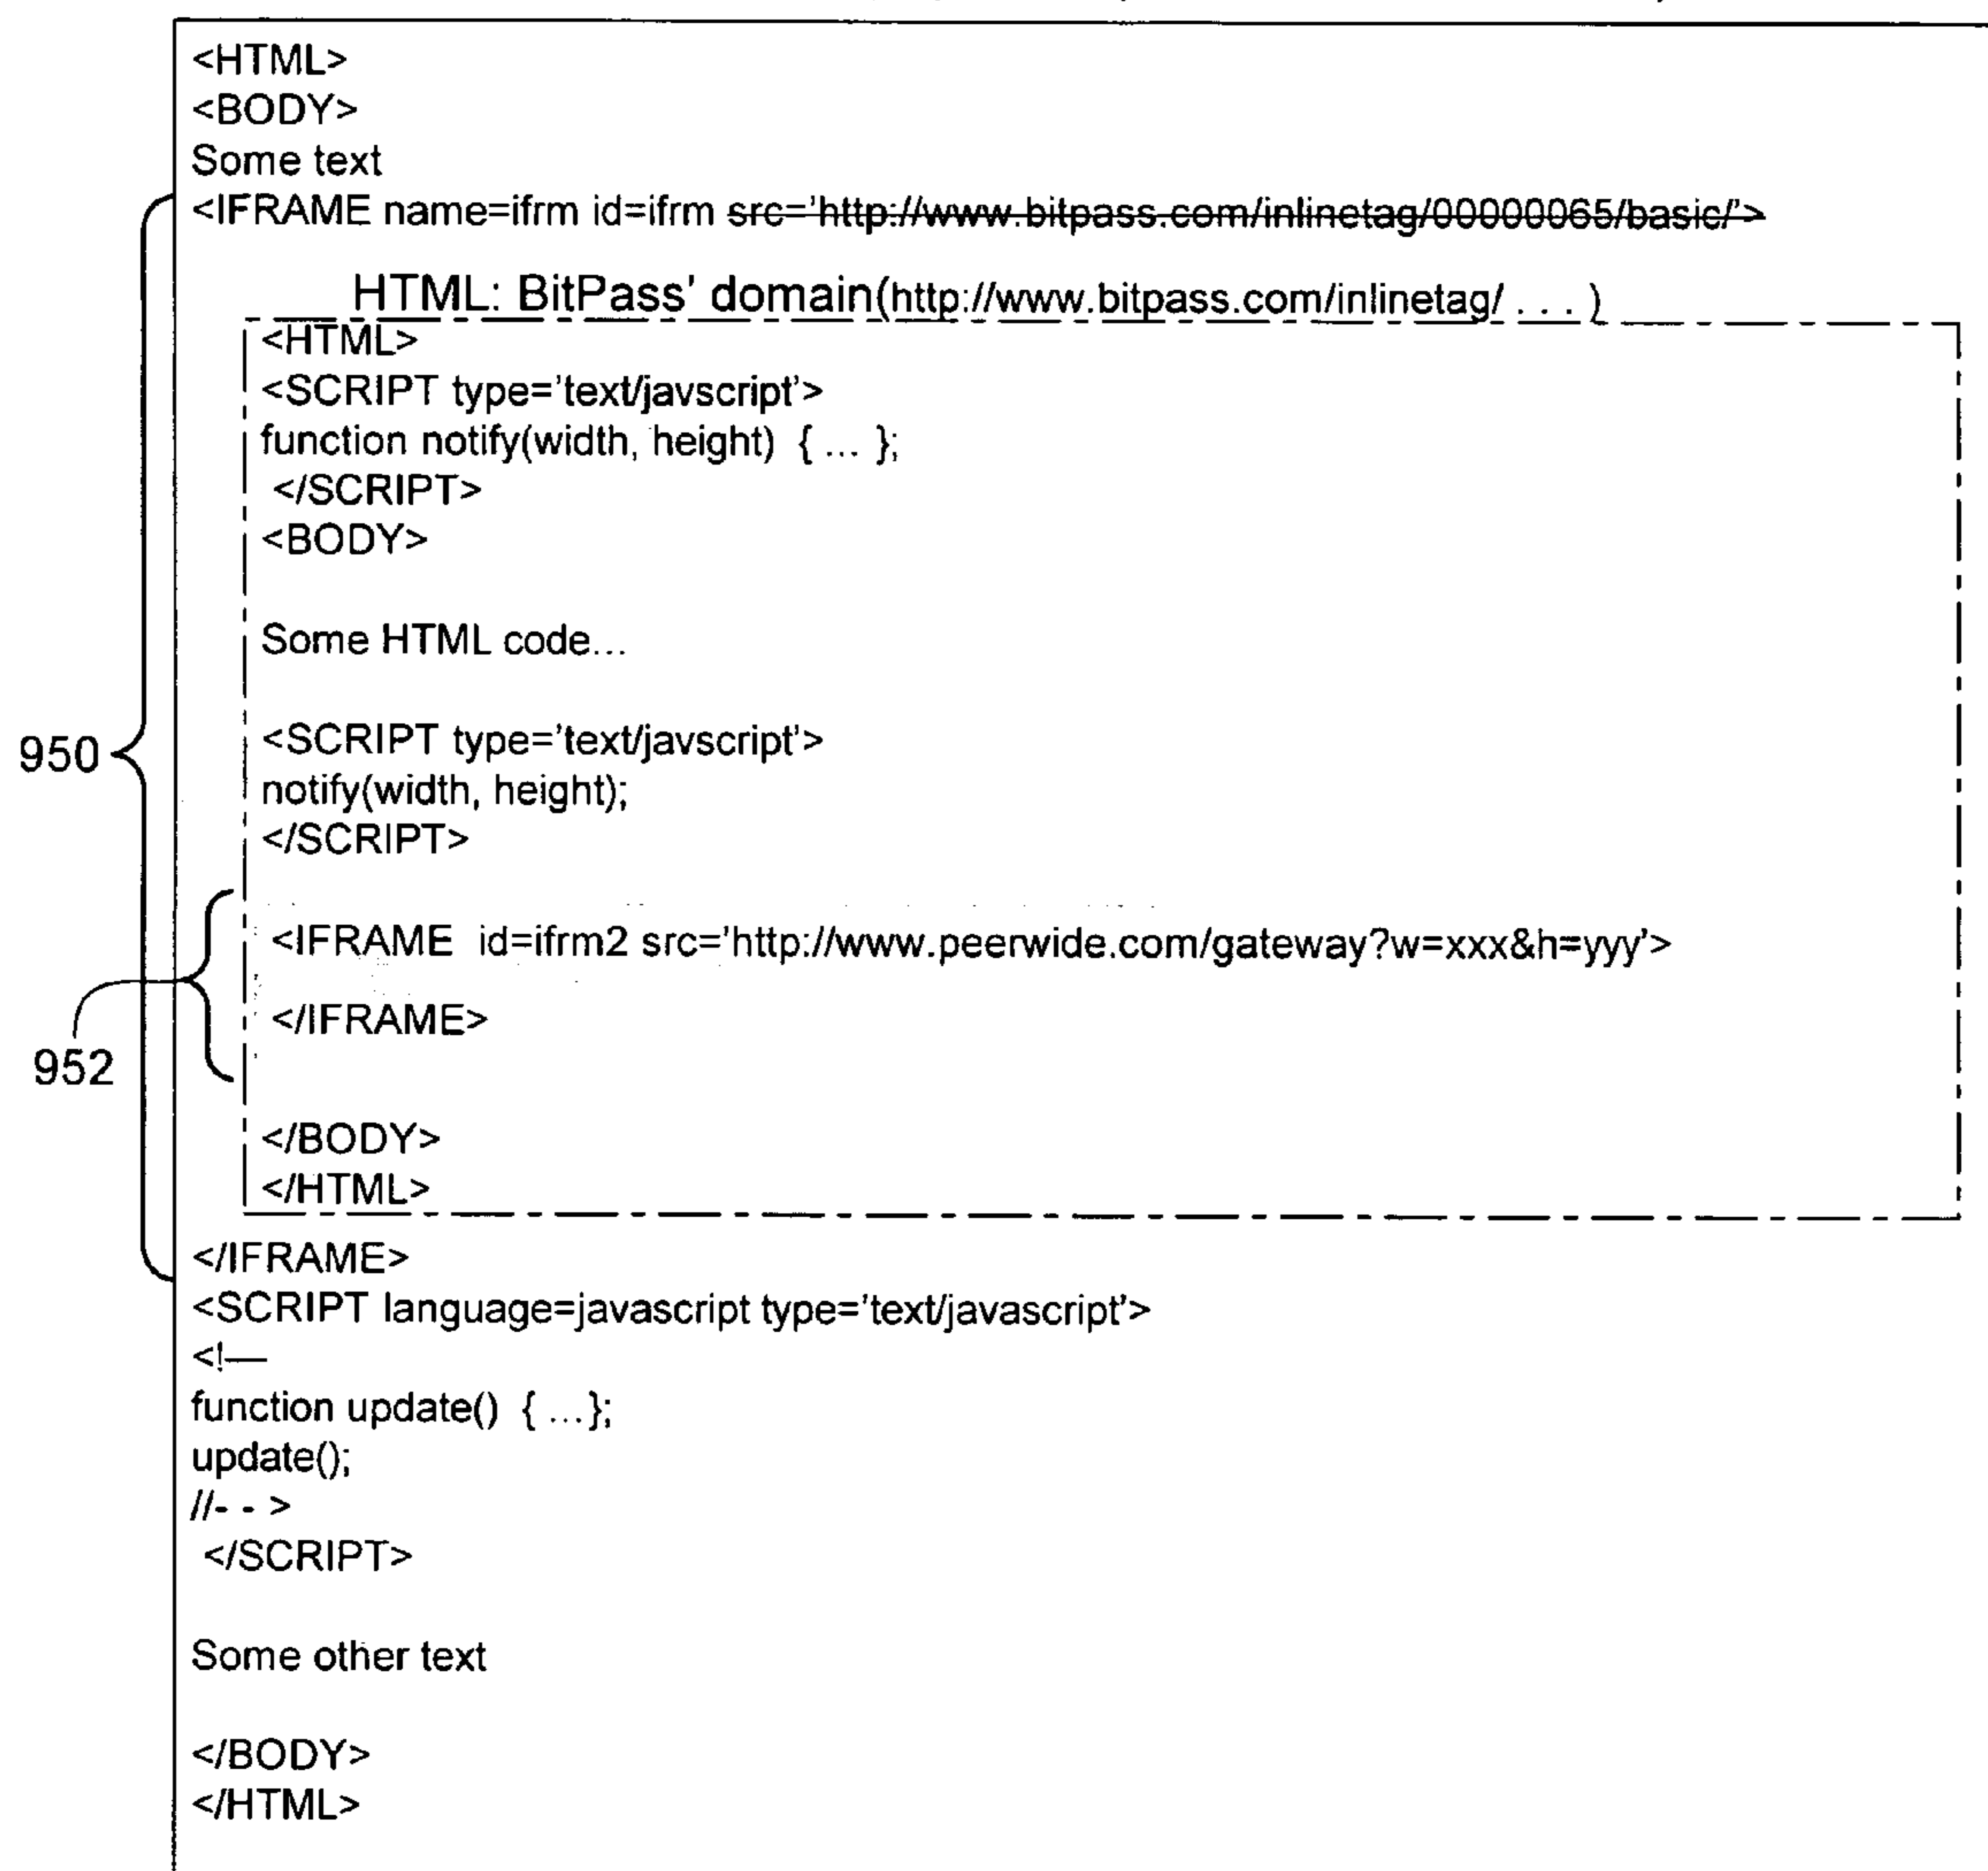 <HTML>
<BODY>
Some text
<IFRAME name=ifrm id=ifrm src='http://www.bitpass.com/inlinetag/00000065/basic/'>
HTML: BitPass' domain(http://www.bitpass.com/inlinetag/ . . . )
<HTML>
<SCRIPT type='text/javscript'>
function notify(width, height) { ... };
</SCRIPT>
<BODY>
Some HTML code...
<SCRIPT type='text/javscript'>
notify(width, height);
</SCRIPT>
950
<IFRAME id=ifrm2 src='http://www.peerwide.com/gateway?w=xxx&h=yyy'>
</IFRAME>
952
</BODY>
</HTML>
</IFRAME>
<SCRIPT language=javascript type='text/javascript'>
<!—
function update() { ...};
update();
//- - >
</SCRIPT>
Some other text
</BODY>
</HTML>